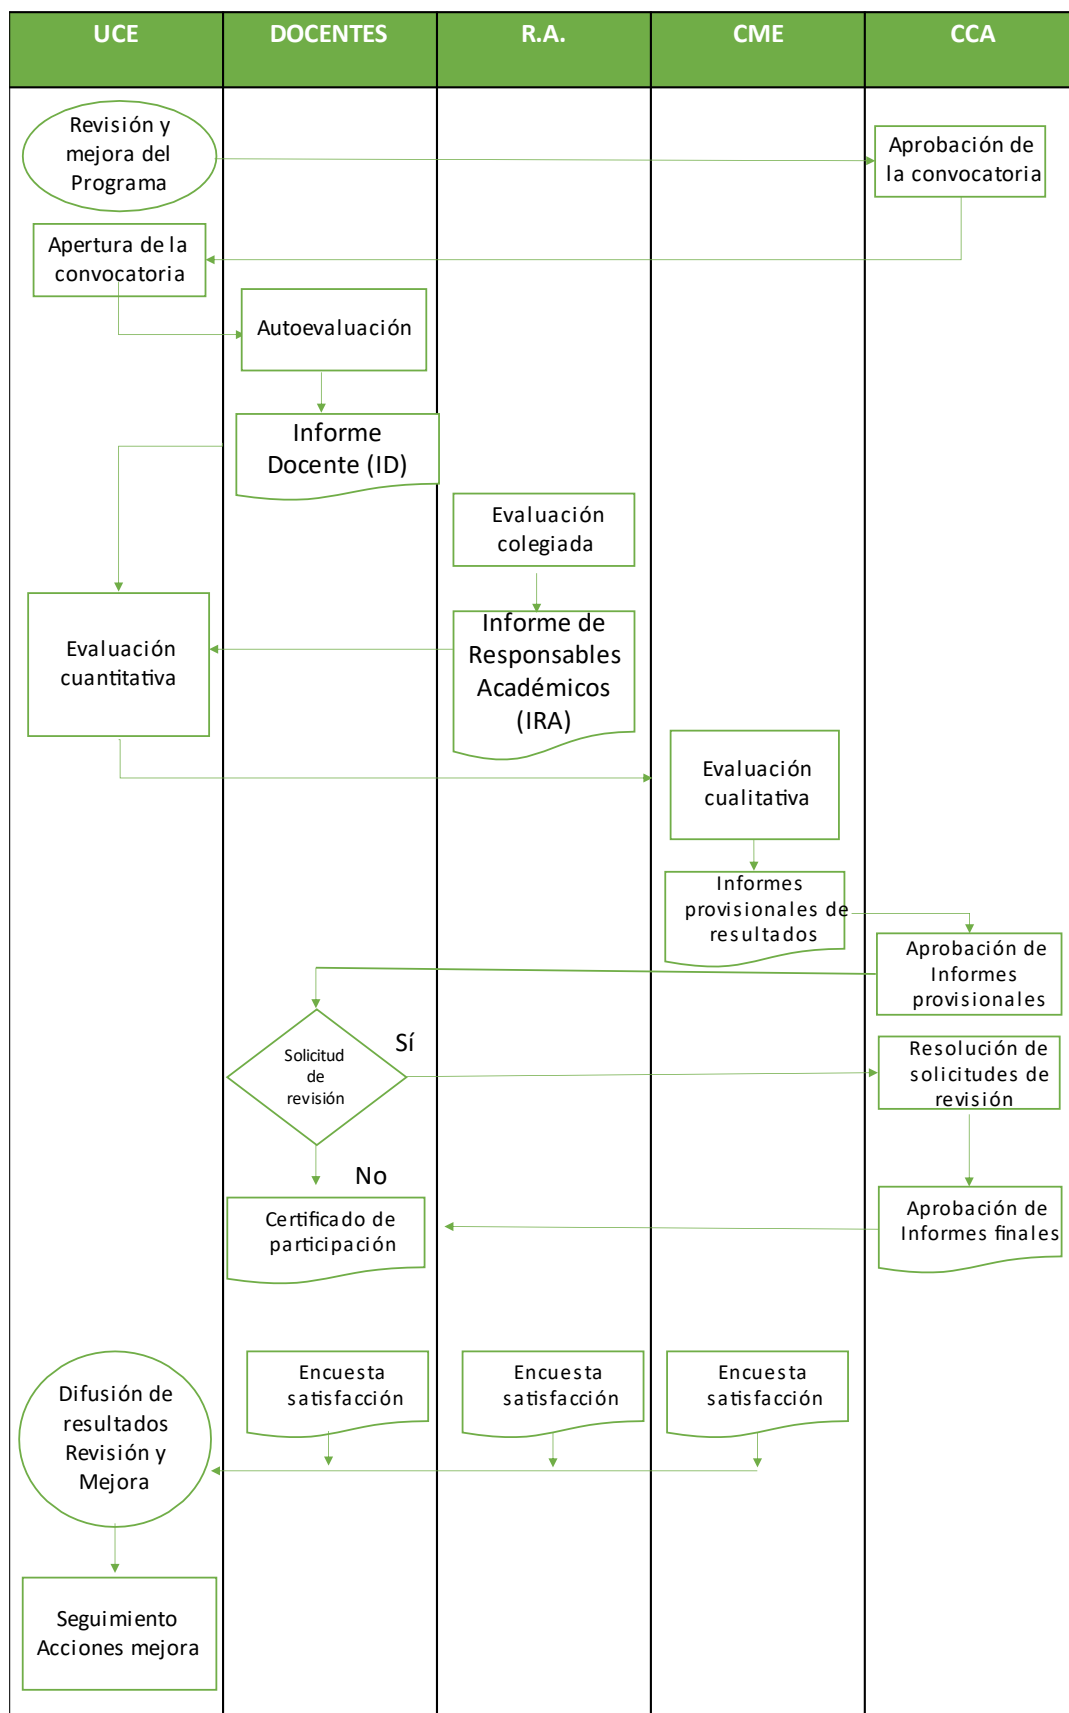 UCE
DOCENTES
R.A.
CME
CCA
Revisión y
mejora del
Programa
Aprobación de
la convocatoria
Apertura de la
convocatoria
Autoevaluación
Informe
Docente (ID)
Evaluación
colegiada
Evaluación
cuantitativa
Informe de
Responsables
Académicos
(IRA)
Evaluación
cualitativa
Informes
provisionales de
resultados
Aprobación de
Informes
provisionales
Solicitud
de
revisión
Sí
Resolución de
solicitudes de
revisión
No
Certificado de
participación
Aprobación de
Informes finales
Difusión de
resultados
Revisión y
Mejora
Encuesta
satisfacción
Encuesta
satisfacción
Encuesta
satisfacción
Seguimiento
Acciones mejora